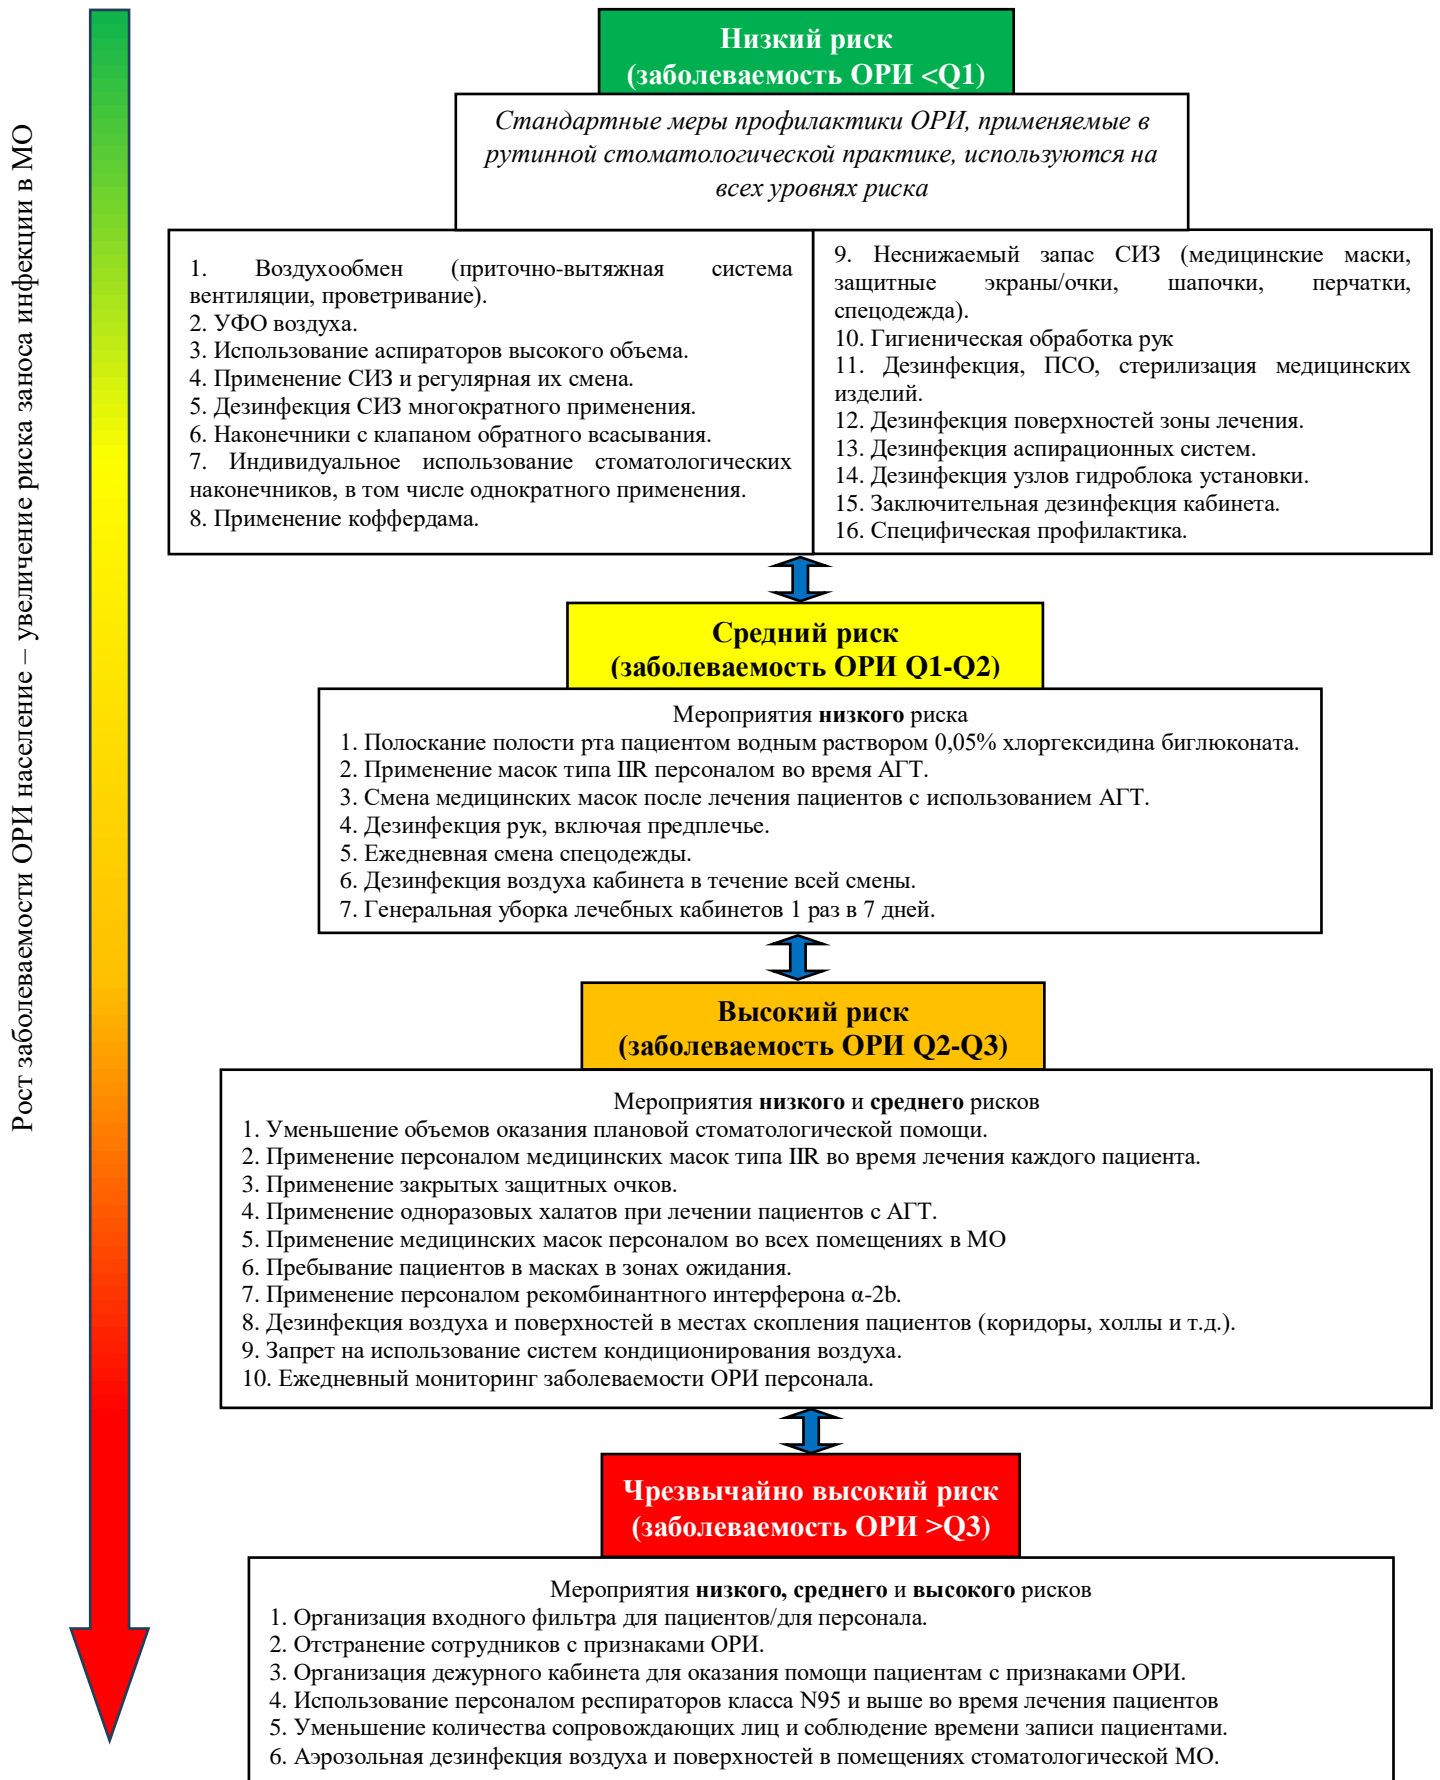 Рост заболеваемости ОРИ население – увеличение риска заноса инфекции в МО
Низкий риск
(заболеваемость ОРИ <Q1)
Стандартные меры профилактики ОРИ, применяемые в
рутинной стоматологической практике, используются на
всех уровнях риска
1. Воздухообмен (приточно-вытяжная система
вентиляции, проветривание).
2. УФО воздуха.
3. Использование аспираторов высокого объема.
4. Применение СИЗ и регулярная их смена.
5. Дезинфекция СИЗ многократного применения.
6. Наконечники с клапаном обратного всасывания.
7. Индивидуальное использование стоматологических
наконечников, в том числе однократного применения.
8. Применение коффердама.
9. Неснижаемый запас СИЗ (медицинские маски,
защитные экраны/очки, шапочки, перчатки,
спецодежда).
10. Гигиеническая обработка рук
11. Дезинфекция, ПСО, стерилизация медицинских
изделий.
12. Дезинфекция поверхностей зоны лечения.
13. Дезинфекция аспирационных систем.
14. Дезинфекция узлов гидроблока установки.
15. Заключительная дезинфекция кабинета.
16. Специфическая профилактика.
Средний риск
(заболеваемость ОРИ Q1-Q2)
Мероприятия низкого риска
1. Полоскание полости рта пациентом водным раствором 0,05% хлоргексидина биглюконата.
2. Применение масок типа IIR персоналом во время АГТ.
3. Смена медицинских масок после лечения пациентов с использованием АГТ.
4. Дезинфекция рук, включая предплечье.
5. Ежедневная смена спецодежды.
6. Дезинфекция воздуха кабинета в течение всей смены.
7. Генеральная уборка лечебных кабинетов 1 раз в 7 дней.
Высокий риск
(заболеваемость ОРИ Q2-Q3)
Мероприятия низкого и среднего рисков
1. Уменьшение объемов оказания плановой стоматологической помощи.
2. Применение персоналом медицинских масок типа IIR во время лечения каждого пациента.
3. Применение закрытых защитных очков.
4. Применение одноразовых халатов при лечении пациентов с АГТ.
5. Применение медицинских масок персоналом во всех помещениях в МО
6. Пребывание пациентов в масках в зонах ожидания.
7. Применение персоналом рекомбинантного интерферона α-2b.
8. Дезинфекция воздуха и поверхностей в местах скопления пациентов (коридоры, холлы и т.д.).
9. Запрет на использование систем кондиционирования воздуха.
10. Ежедневный мониторинг заболеваемости ОРИ персонала.
Чрезвычайно высокий риск
(заболеваемость ОРИ >Q3)
Мероприятия низкого, среднего и высокого рисков
1. Организация входного фильтра для пациентов/для персонала.
2. Отстранение сотрудников с признаками ОРИ.
3. Организация дежурного кабинета для оказания помощи пациентам с признаками ОРИ.
4. Использование персоналом респираторов класса N95 и выше во время лечения пациентов
5. Уменьшение количества сопровождающих лиц и соблюдение времени записи пациентами.
6. Аэрозольная дезинфекция воздуха и поверхностей в помещениях стоматологической МО.